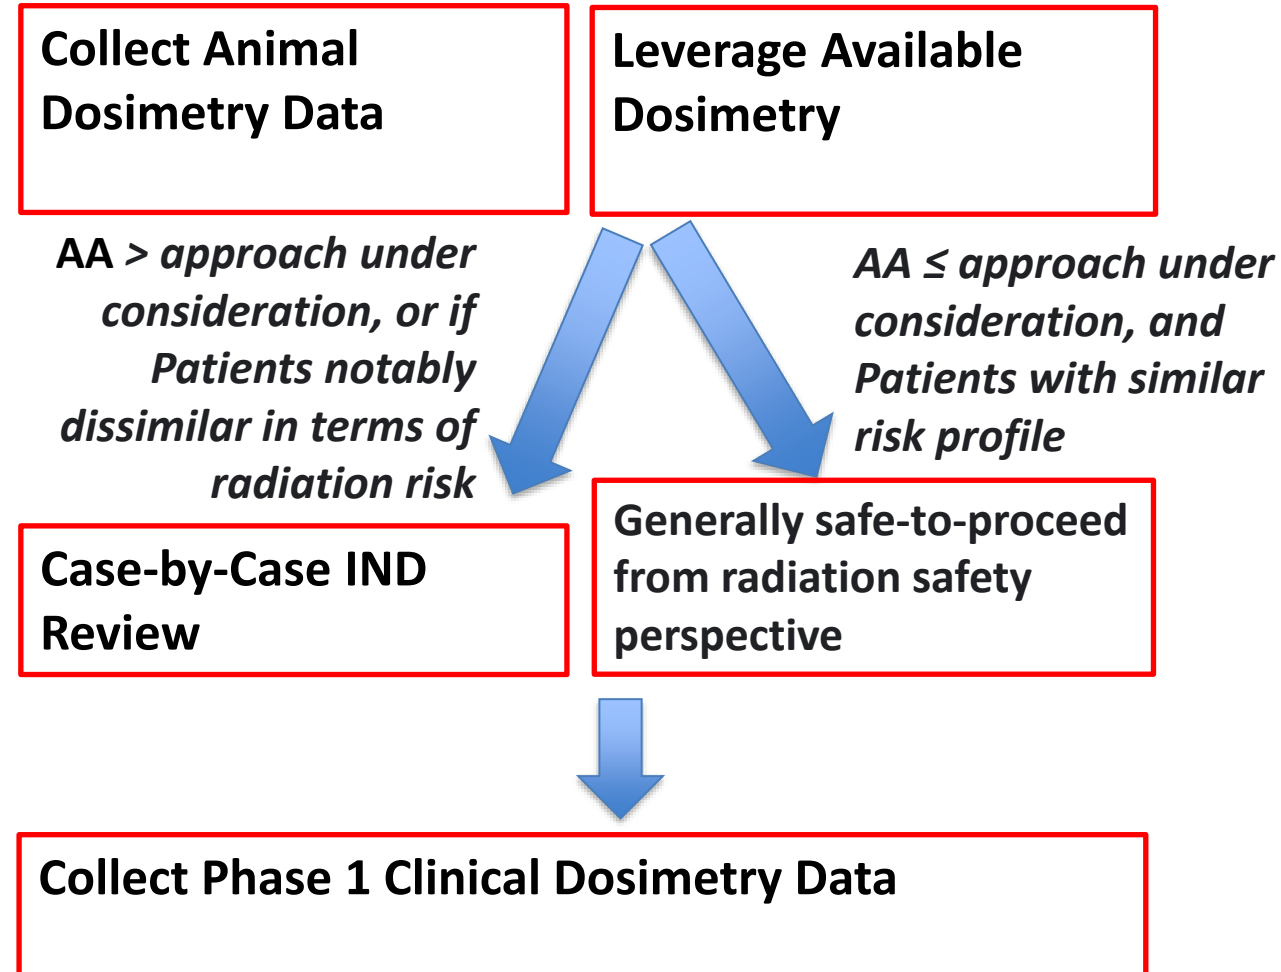 Collect Animal
Dosimetry Data
Leverage Available
Dosimetry
AA > approach under
consideration, or if
Patients notably
dissimilar in terms of
radiation risk
AA ≤ approach under
consideration, and
Patients with similar
risk profile
Case-by-Case IND
Review
Generally safe-to-proceed
from radiation safety
perspective
Collect Phase 1 Clinical Dosimetry Data